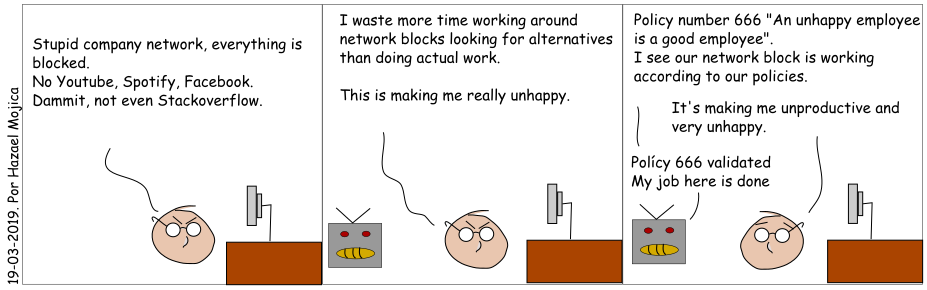 19-03-2019. Por Hazael Mojica
Stupid company network, everything is
blocked.
No Youtube, Spotify, Facebook.
Dammit, not even Stackoverflow.
I waste more time working around
network blocks looking for alternatives
than doing actual work.
This is making me really unhappy.
Policy number 666 "An unhappy employee
is a good employee".
I see our network block is working
according to our policies.
It's making me unproductive and
very unhappy.
Polícy 666 validated
My job here is done